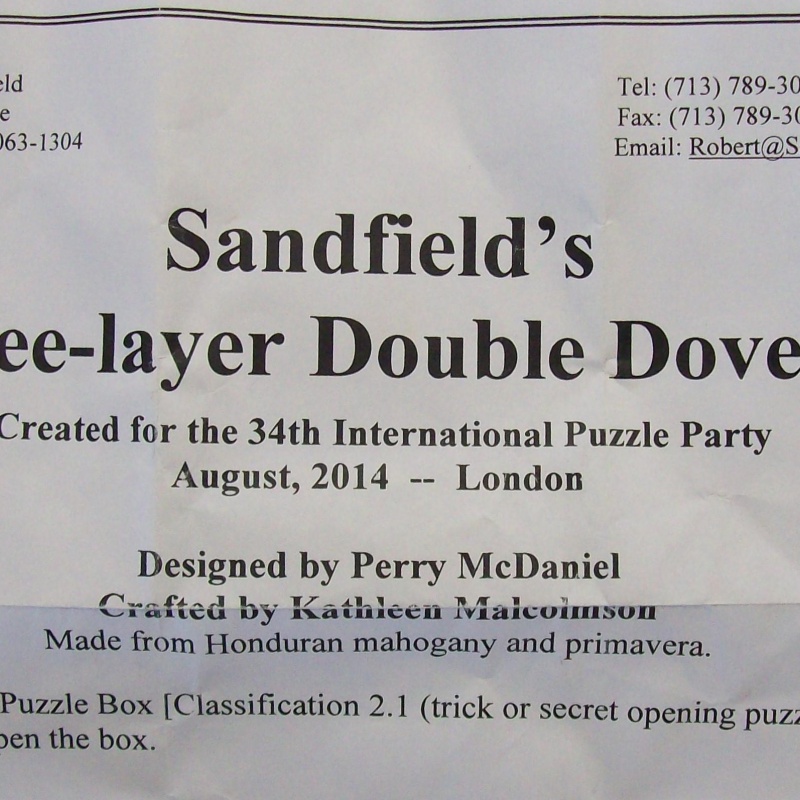 eld
Tel: (713) 789-30
e
Fax: (713) 789-30
063-1304
Email: Robert@S
Sandfield's
ee-layer Double Dove
Created for the 34th International Puzzle Party
August, 2014 -- London
Designed by Perry McDaniel
Crafted by Kathleen Malcolmson
Made from Honduran mahogany and primavera.
Puzzle Box [Classification 2.1 (trick or secret opening puzz
pen the box.